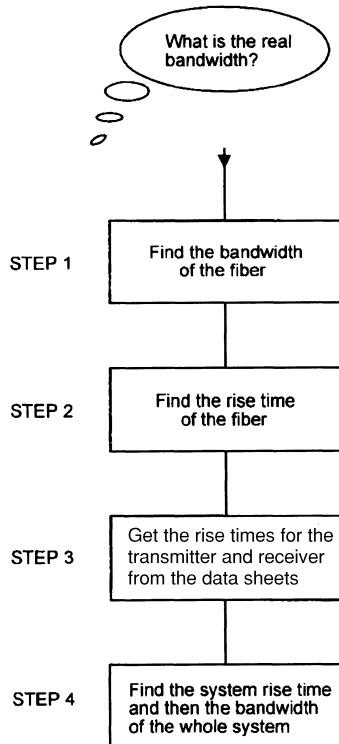 What is the real
bandwidth?
STEP 1
Find the bandwidth
of the fiber
STEP 2
Find the rise time
of the fiber
STEP 3
Get the rise times for the
transmitter and receiver
from the data sheets
STEP 4
Find the system rise time
and then the bandwidth
of the whole system